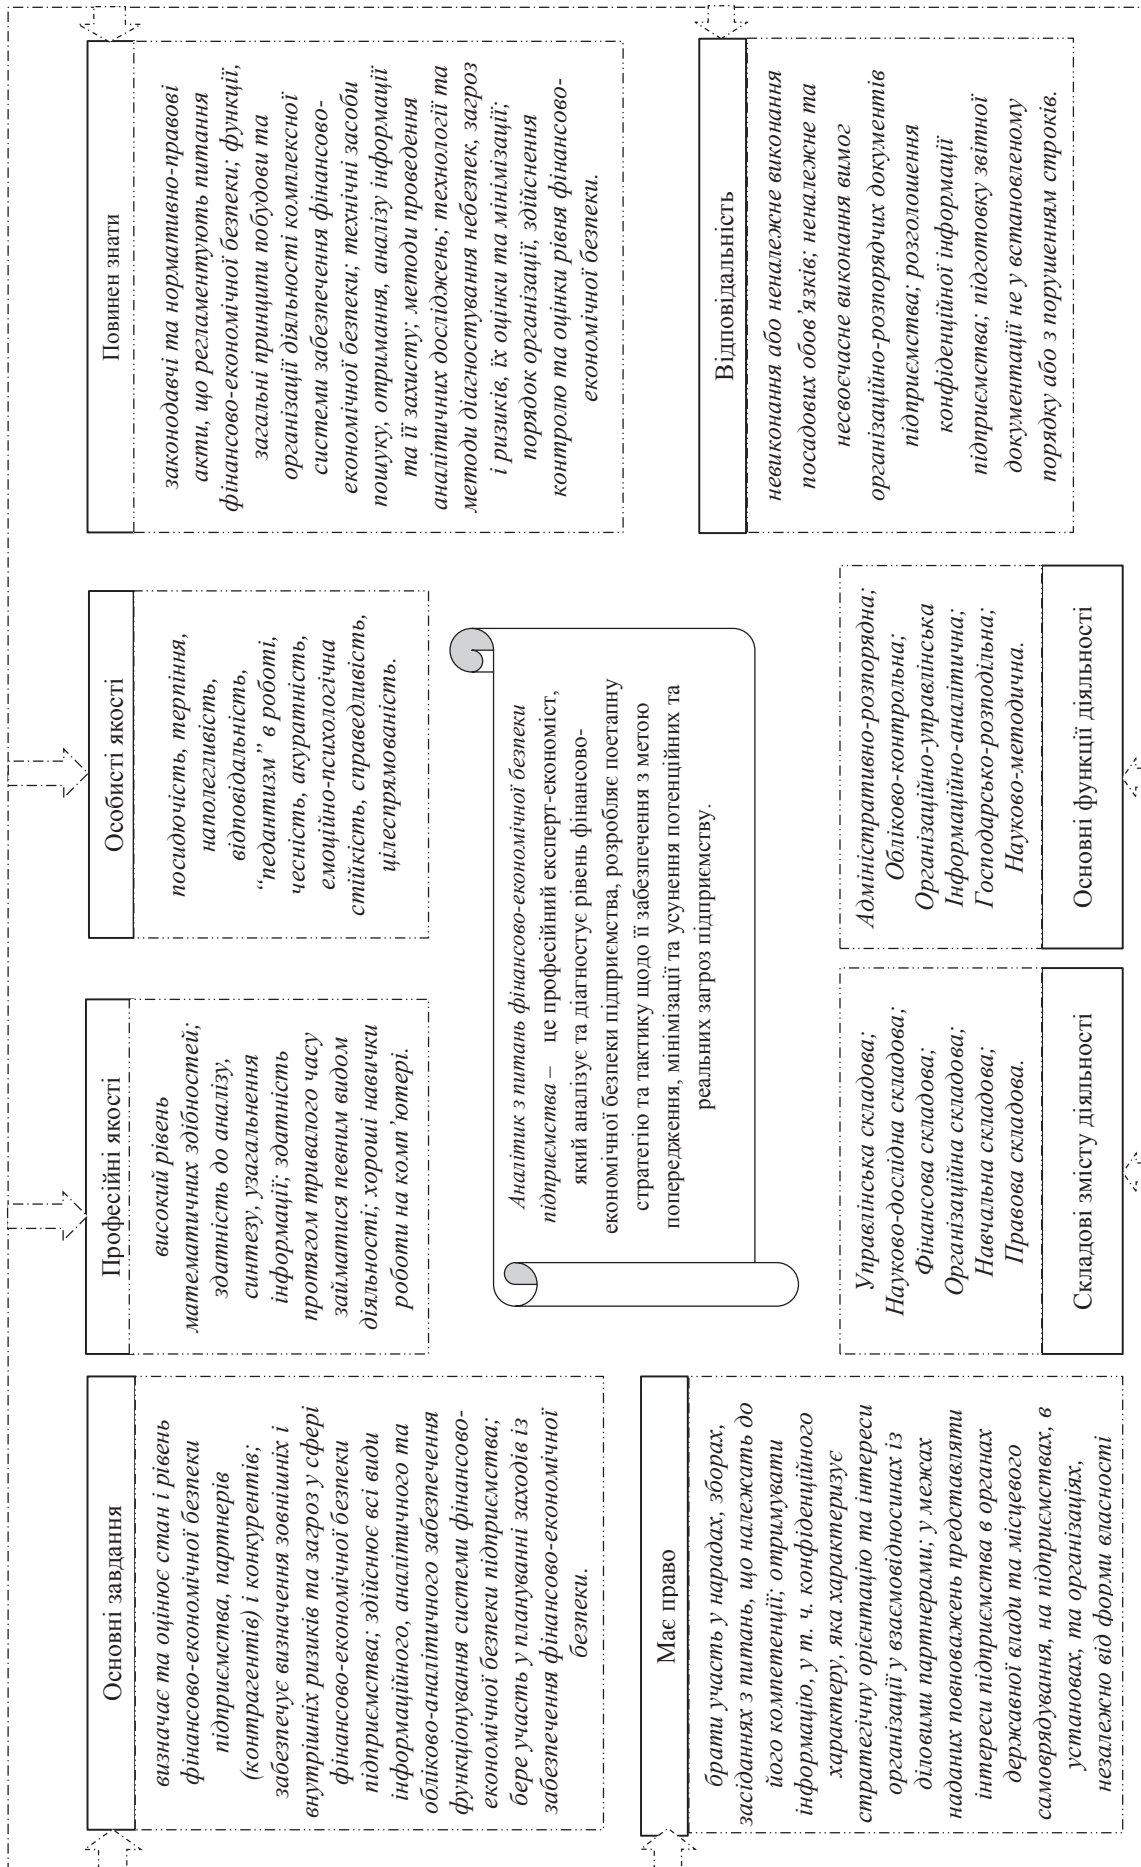 Основні завдання
визначає та оцінює стан і рівень
фінансово-економічної безпеки
підприємства, партнерів
(контрагентів) і конкурентів;
забезпечує визначення зовнішніх і
внутрішніх ризиків та загроз у сфері
фінансово-економічної безпеки
підприємства; здійснює всі види
інформаційного, аналітичного та
обліково-аналітичного забезпечення
функціонування системи фінансово-
економічної безпеки підприємства;
бере участь у плануванні заходів із
забезпечення фінансово-економічної
безпеки.
Професійні якості
високий рівень
математичних здібностей;
здатність до аналізу,
синтезу, узагальнення
інформації; здатність
протягом тривалого часу
займатися певним видом
діяльності; хороші навички
роботи на комп’ютері.
Особисті якості
посидючість, терпіння,
наполегливість,
відповідальність,
“педантизм” в роботі,
чесність, акуратність,
емоційно-психологічна
стійкість, справедливість,
цілеспрямованість.
Повинен знати
законодавчі та нормативно-правові
акти, що регламентують питання
фінансово-економічної безпеки; функції,
загальні принципи побудови та
організації діяльності комплексної
системи забезпечення фінансово-
економічної безпеки; технічні засоби
пошуку, отримання, аналізу інформації
та її захисту; методи проведення
аналітичних досліджень; технології та
методи діагностування небезпек, загроз
і ризиків, їх оцінки та мінімізації;
порядок організації, здійснення
контролю та оцінки рівня фінансово-
економічної безпеки.
Аналітик з питань фінансово-економічної безпеки
підприємства – це професійний експерт-економіст,
який аналізує та діагностує рівень фінансово-
економічної безпеки підприємства, розробляє поетапну
стратегію та тактику щодо її забезпечення з метою
попередження, мінімізації та усунення потенційних та
реальних загроз підприємству.
Має право
брати участь у нарадах, зборах,
засіданнях з питань, що належать до
його компетенції; отримувати
інформацію, у т. ч. конфіденційного
характеру, яка характеризує
стратегічну орієнтацію та інтереси
організації у взаємовідносинах із
діловими партнерами; у межах
наданих повноважень представляти
інтереси підприємства в органах
державної влади та місцевого
самоврядування, на підприємствах, в
установах, та організаціях,
незалежно від форми власності
Управлінська складова;
Науково-дослідна складова;
Фінансова складова;
Організаційна складова;
Навчальна складова;
Правова складова.
Складові змісту діяльності
Адміністративно-розпорядна;
Обліково-контрольна;
Організаційно-управлінська
Інформаційно-аналітична;
Господарсько-розподільна;
Науково-методична.
Основні функції діяльності
Відповідальність
невиконання або неналежне виконання
посадових обов’язків; неналежне та
несвоєчасне виконання вимог
організаційно-розпорядчих документів
підприємства; розголошення
конфіденційної інформації
підприємства; підготовку звітної
документації не у встановленому
порядку або з порушенням строків.